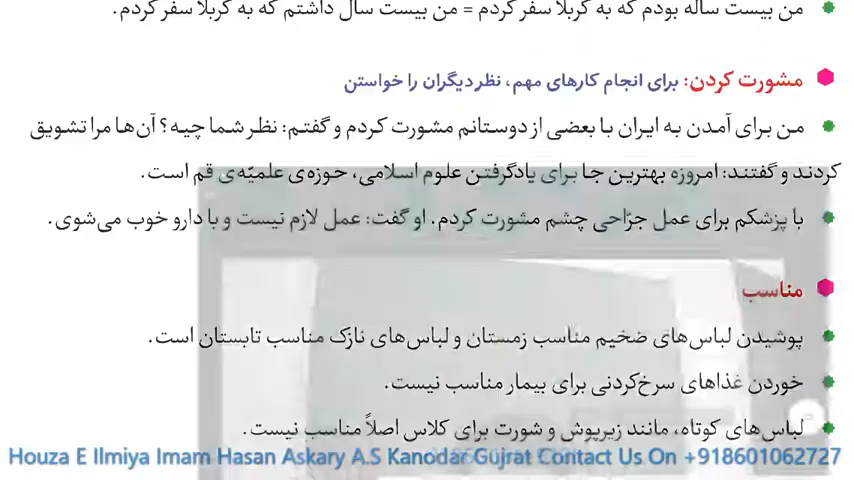 من بیست ساله بودم که به کربلا سفر کردم = من بیست سال داشتم که به کربلا سفر کردم.
مشورت کردن: برای انجام کارهای مهم، نظر دیگران را خواستن
من برای آمدن به ایران با بعضی از دوستانم مشورت کردم و گفتم: نظر شما چیه؟ آن‌ها مرا تشویق
کردند و گفتند: امروزه بهترین جا برای یادگرفتن علوم اسلامی، حوزه‌ی علمیّه‌ی قم است.
با پزشکم برای عمل جرّاحی چشم مشورت کردم. او گفت: عمل لازم نیست و با دارو خوب می‌شوی.
مناسب
پوشیدن لباس‌های ضخیم مناسب زمستان و لباس‌های نازک مناسب تابستان است.
خوردن غذاهای سرخ‌کردنی برای بیمار مناسب نیست.
لباس‌های کوتاه، مانند زیرپوش و شورت برای کلاس اصلاً مناسب نیست.
Houza E Ilmiya Imam Hasan Askary A.S Kanodar Gujrat Contact Us On +918601062727